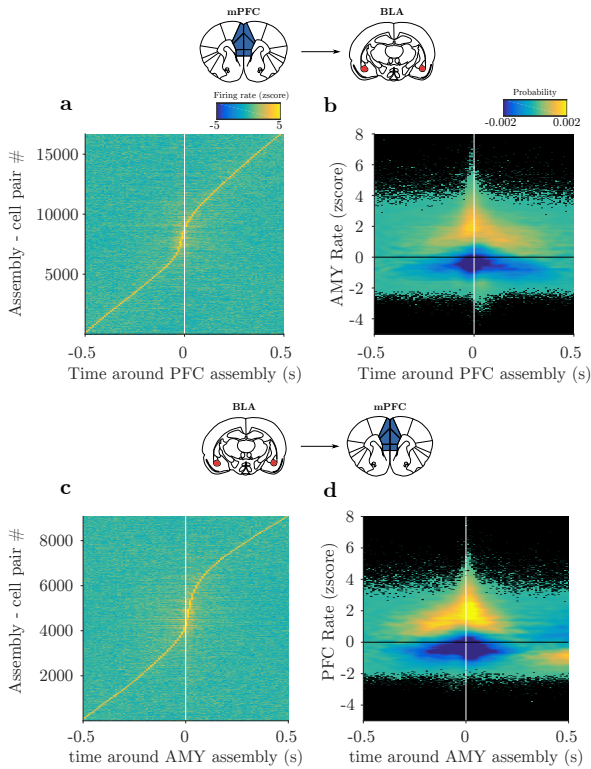 mPFC
BLA
a
Firing rate (zscore)
-5
5
b
Probability
-0.002
0.002
Assembly - cell pair #
15000
10000
5000
-0.5
0
0.5
Time around PFC assembly (s)
AMY Rate (zscore)
8
6
4
2
0
-2
-4
-0.5
0
0.5
Time around PFC assembly (s)
BLA
mPFC
c
Assembly - cell pair #
8000
6000
4000
2000
-0.5
0
0.5
time around AMY assembly (s)
d
PFC Rate (zscore)
8
6
4
2
0
-2
-4
-0.5
0
0.5
time around AMY assembly (s)